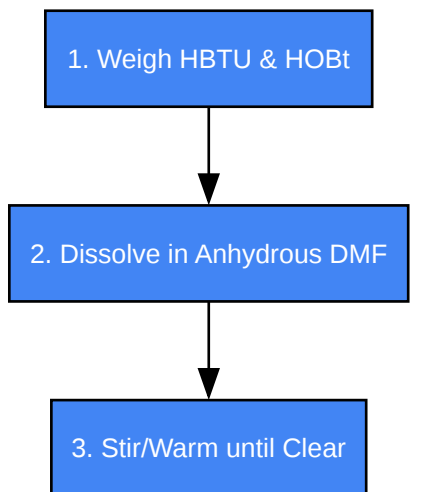 1. Weigh HBTU & HOBt
2. Dissolve in Anhydrous DMF
3. Stir/Warm until Clear